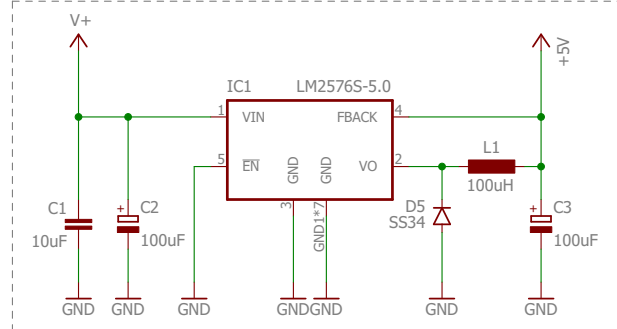 V+
+5V
IC1
LM2576S-5.0
1
VIN
FBACK
4
5
EN
GND
GND
VO
2
L1
100uH
3
GND1*7
C1
10uF
C2
100uF
D5
SS34
C3
100uF
GND
GND
GND
GND
GND
GND
GND